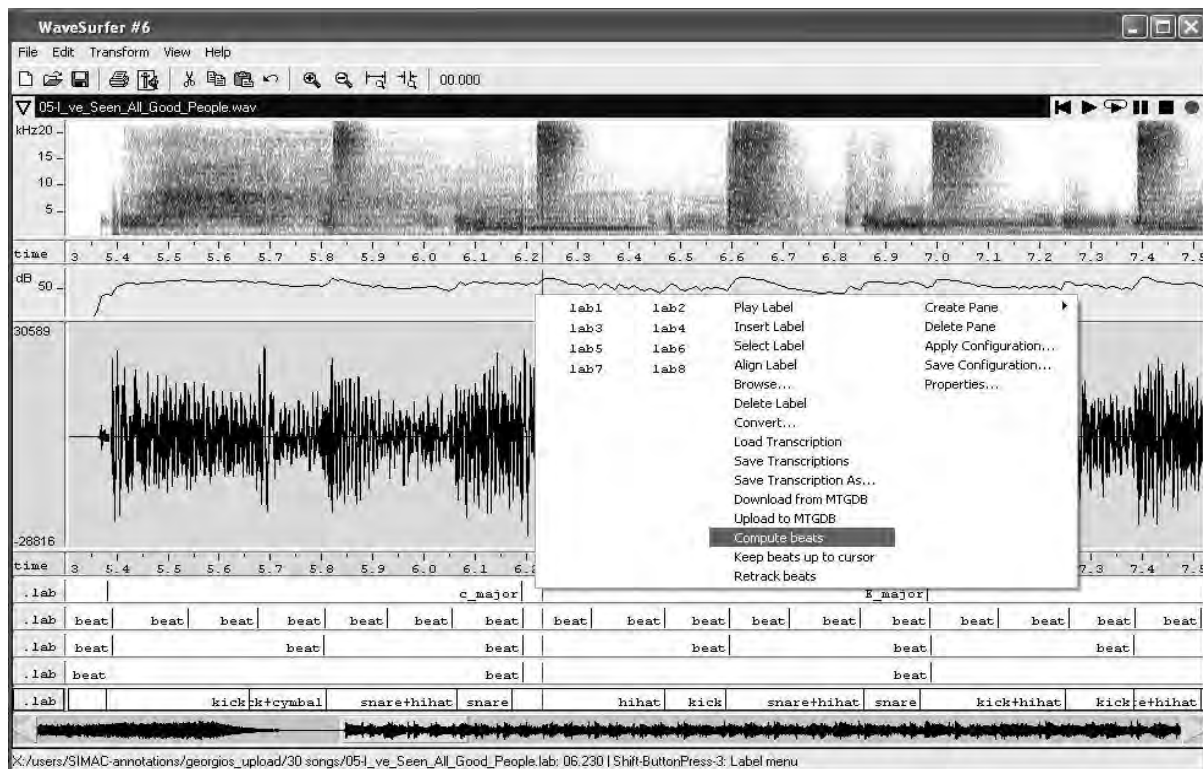 WaveSurfer #6
File Edit Transform View Help
00.000
05-I_ve_Seen_All_Good_People.wav
kHz20
15
10
5
time 3 5.4 5.5 5.6 5.7 5.8 5.9 6.0 6.1 6.2 6.3 6.4 6.5 6.6 6.7 6.8 6.9 7.0 7.1 7.2 7.3 7.4 7.5
dB 50
30589
-28816
lab1 lab2 Play Label Create Pane
lab3 lab4 Insert Label Delete Pane
lab5 lab6 Select Label Apply Configuration...
lab7 lab8 Align Label Save Configuration...
Browse... Properties...
Delete Label
Convert...
Load Transcription
Save Transcriptions
Save Transcription As...
Download from MTGDB
Upload to MTGDB
Compute beats
Keep beats up to cursor
Retrack beats
time 3 5.4 5.5 5.6 5.7 5.8 5.9 6.0 6.1 7.3 7.4 7.5
.lab c_major E_major
.lab beat beat beat beat beat beat beat beat beat beat beat beat beat beat beat beat beat
.lab beat beat beat beat beat beat
.lab beat beat beat
.lab kick ck+cymbal snare+hihat snare hihat kick snare+hihat snare kick+hihat kick e+hihat
X:/users/SIMAC-annotations/georgios_upload/30 songs/05-I_ve_Seen_All_Good_People.lab: 06.230 | Shift-ButtonPress-3: Label menu